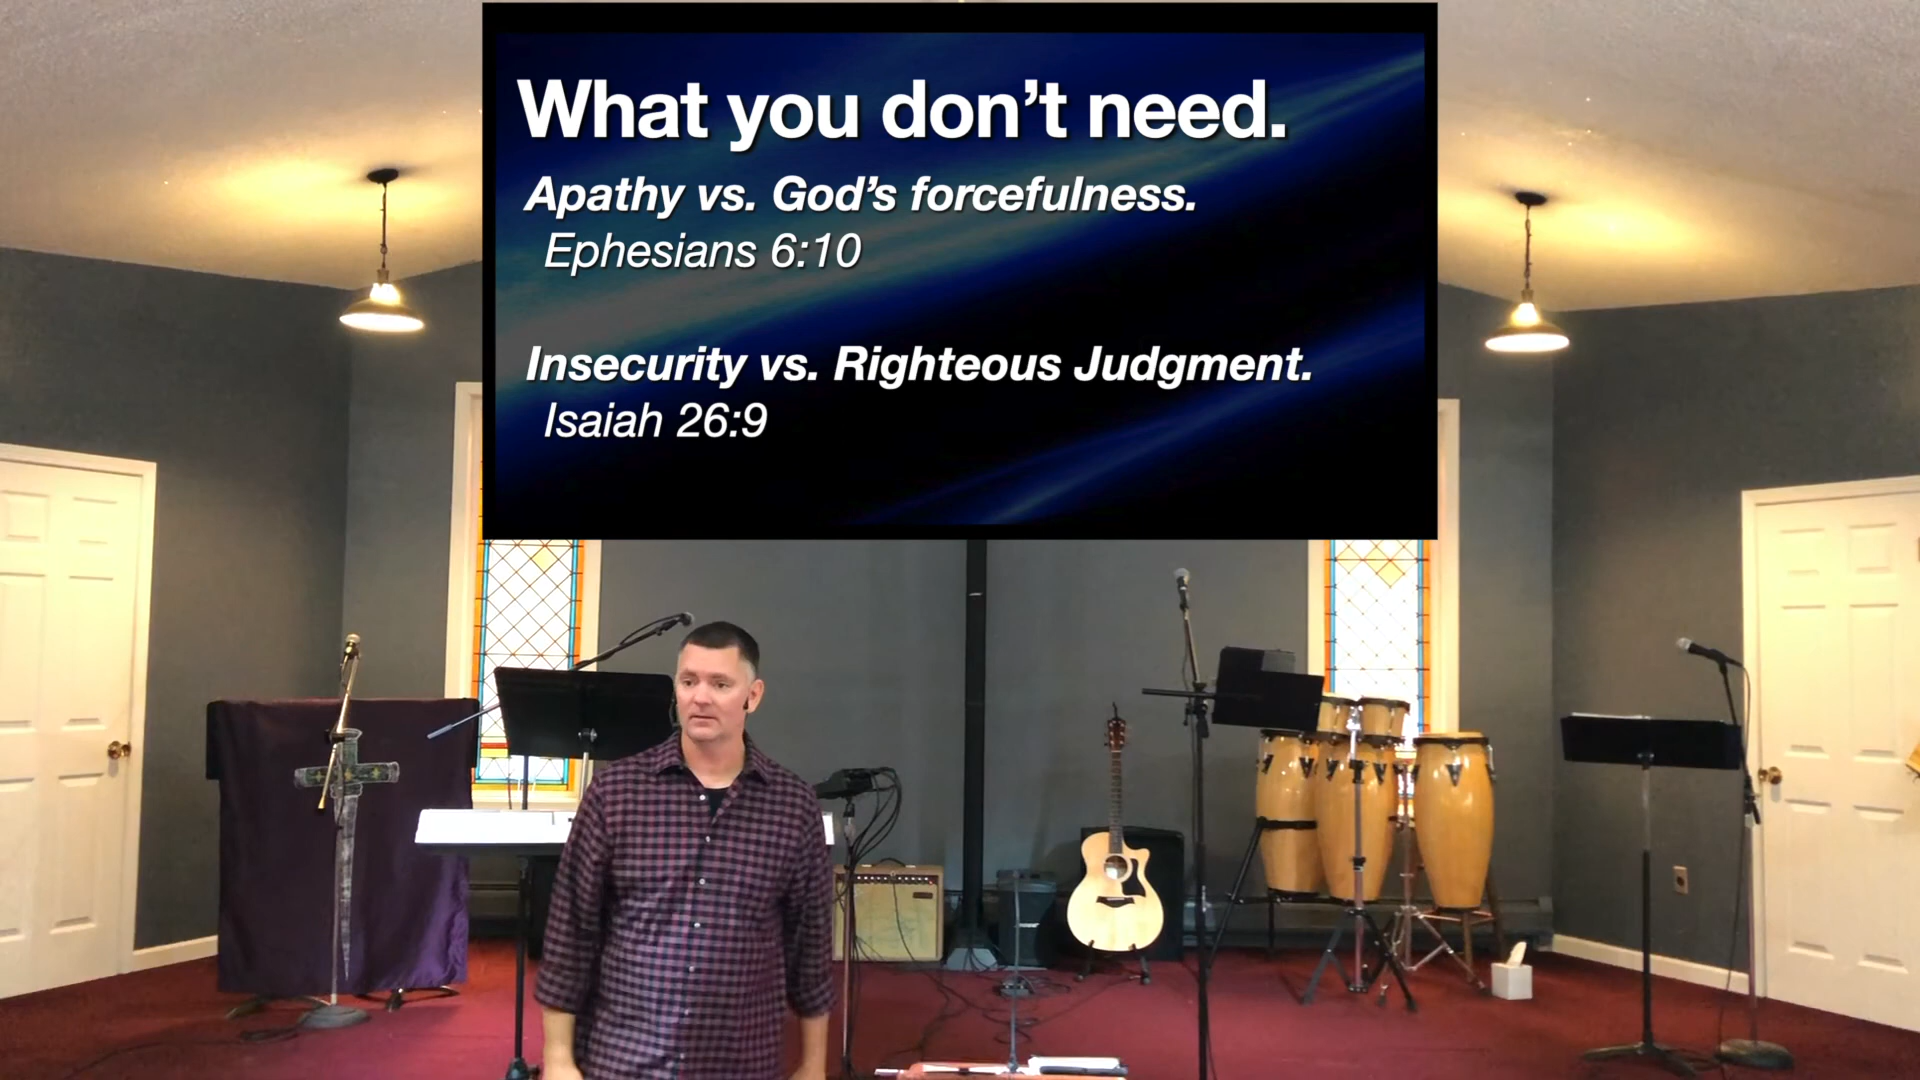 What you don't need.
Apathy vs. God's forcefulness.
Ephesians 6:10
Insecurity vs. Righteous Judgment.
Isaiah 26:9